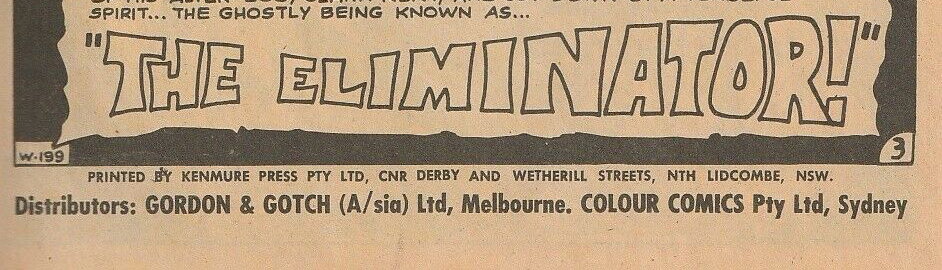 SPIRIT... THE GHOSTLY BEING KNOWN AS...
"THE ELIMINATOR!"
W-199
3
PRINTED BY KENMURE PRESS PTY LTD, CNR DERBY AND WETHERILL STREETS, NTH LIDCOMBE, NSW.
Distributors: GORDON & GOTCH (A/sia) Ltd, Melbourne. COLOUR COMICS Pty Ltd, Sydney